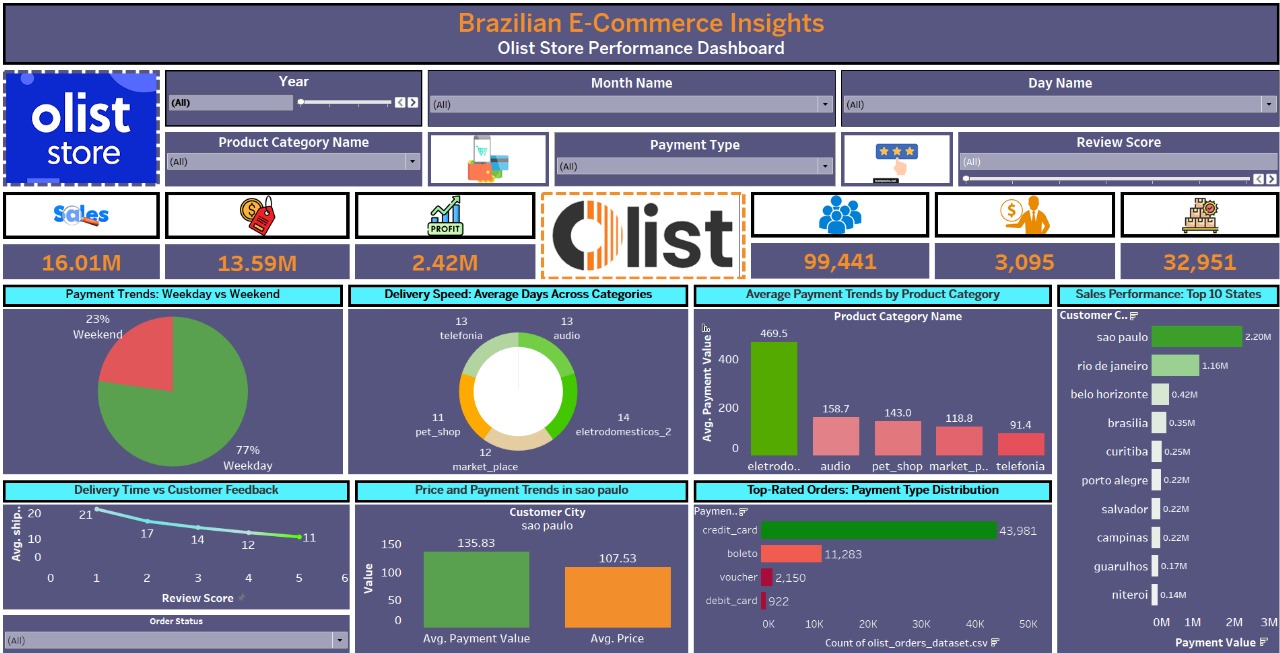 Brazilian E-Commerce Insights
Olist Store Performance Dashboard
olist
store
Year
(All)
Month Name
(All)
Day Name
(All)
Product Category Name
(All)
Payment Type
(All)
Review Score
(All)
Sales
PROFIT
Olist
16.01M
13.59M
2.42M
99,441
3,095
32,951
Payment Trends: Weekday vs Weekend
23%
Weekend
77%
Weekday
Delivery Speed: Average Days Across Categories
13
telefonia
13
audio
11
pet_shop
14
eletrodomesticos_2
12
market_place
Average Payment Trends by Product Category
Product Category Name
Avg. Payment Value
400
200
0
469.5
158.7
143.0
118.8
91.4
eletrodo..
audio
pet_shop
market_p..
telefonia
Sales Performance: Top 10 States
Customer C..
sao paulo
2.20M
rio de janeiro
1.16M
belo horizonte
0.42M
brasilia
0.35M
curitiba
0.25M
porto alegre
0.22M
salvador
0.22M
campinas
0.22M
guarulhos
0.17M
niteroi
0.14M
0M 1M 2M 3M
Payment Value
Delivery Time vs Customer Feedback
Avg. ship..
20
10
0
21
17
14
12
11
0 1 2 3 4 5 6
Review Score
Order Status
(All)
Price and Payment Trends in sao paulo
Customer City
sao paulo
Value
150
100
50
0
135.83
107.53
Avg. Payment Value
Avg. Price
Top-Rated Orders: Payment Type Distribution
Paymen..
credit_card
43,981
boleto
11,283
voucher
2,150
debit_card
922
0K 10K 20K 30K 40K 50K
Count of olist_orders_dataset.csv